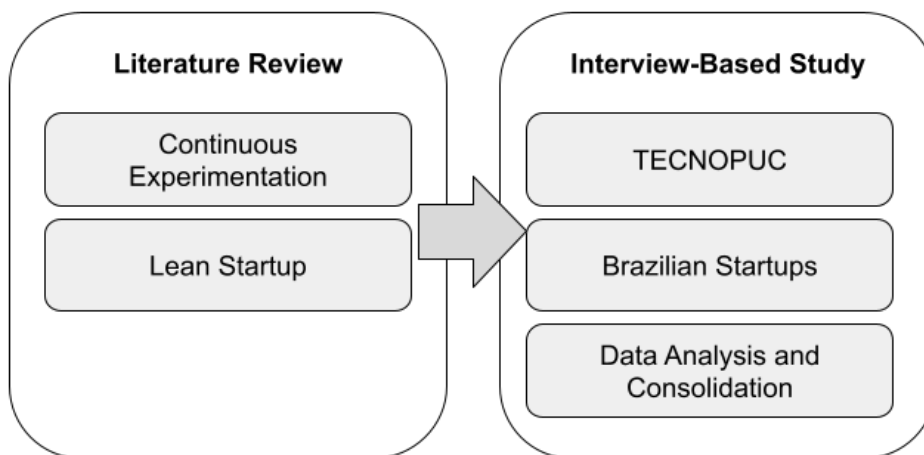 Literature Review
Continuous
Experimentation
Lean Startup
Interview-Based Study
TECNOPUC
Brazilian Startups
Data Analysis and
Consolidation